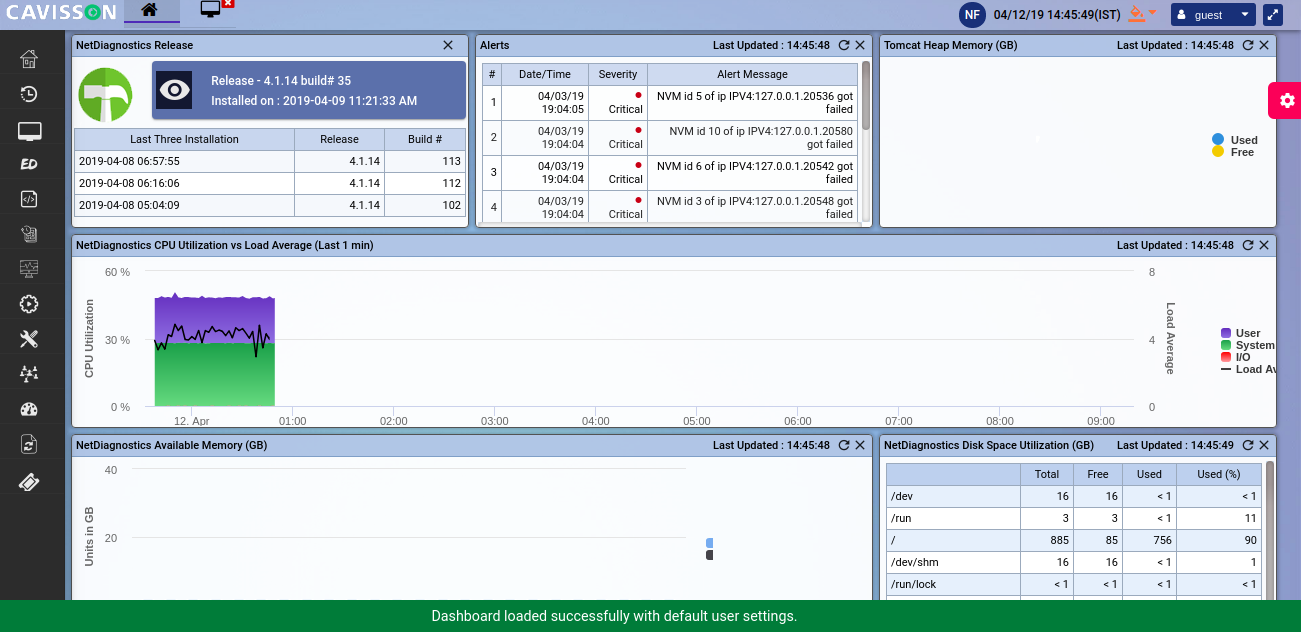 CAVISSON
NF 04/12/19 14:45:49(IST) guest
NetDiagnostics Release
Release - 4.1.14 build# 35
Installed on : 2019-04-09 11:21:33 AM
Last Three Installation Release Build #
2019-04-08 06:57:55 4.1.14 113
2019-04-08 06:16:06 4.1.14 112
2019-04-08 05:04:09 4.1.14 102
Alerts Last Updated : 14:45:48
# Date/Time Severity Alert Message
1 04/03/19 19:04:05 Critical NVM id 5 of ip IPV4:127.0.0.1.20536 got failed
2 04/03/19 19:04:04 Critical NVM id 10 of ip IPV4:127.0.0.1.20580 got failed
3 04/03/19 19:04:04 Critical NVM id 6 of ip IPV4:127.0.0.1.20542 got failed
4 04/03/19 19:04:04 Critical NVM id 3 of ip IPV4:127.0.0.1.20548 got failed
Tomcat Heap Memory (GB) Last Updated : 14:45:48
Used
Free
ED
NetDiagnostics CPU Utilization vs Load Average (Last 1 min) Last Updated : 14:45:48
CPU Utilization
60 %
30 %
0 %
12. Apr 01:00 02:00 03:00 04:00 05:00 06:00 07:00 08:00 09:00
8
4
0
Load Average
User
System
I/O
Load Av
NetDiagnostics Available Memory (GB) Last Updated : 14:45:48
Units in GB
40
20
NetDiagnostics Disk Space Utilization (GB) Last Updated : 14:45:49
Total Free Used Used (%)
/dev 16 16 < 1 < 1
/run 3 3 < 1 11
/ 885 85 756 90
/dev/shm 16 16 < 1 1
/run/lock < 1 < 1 < 1 < 1
Dashboard loaded successfully with default user settings.